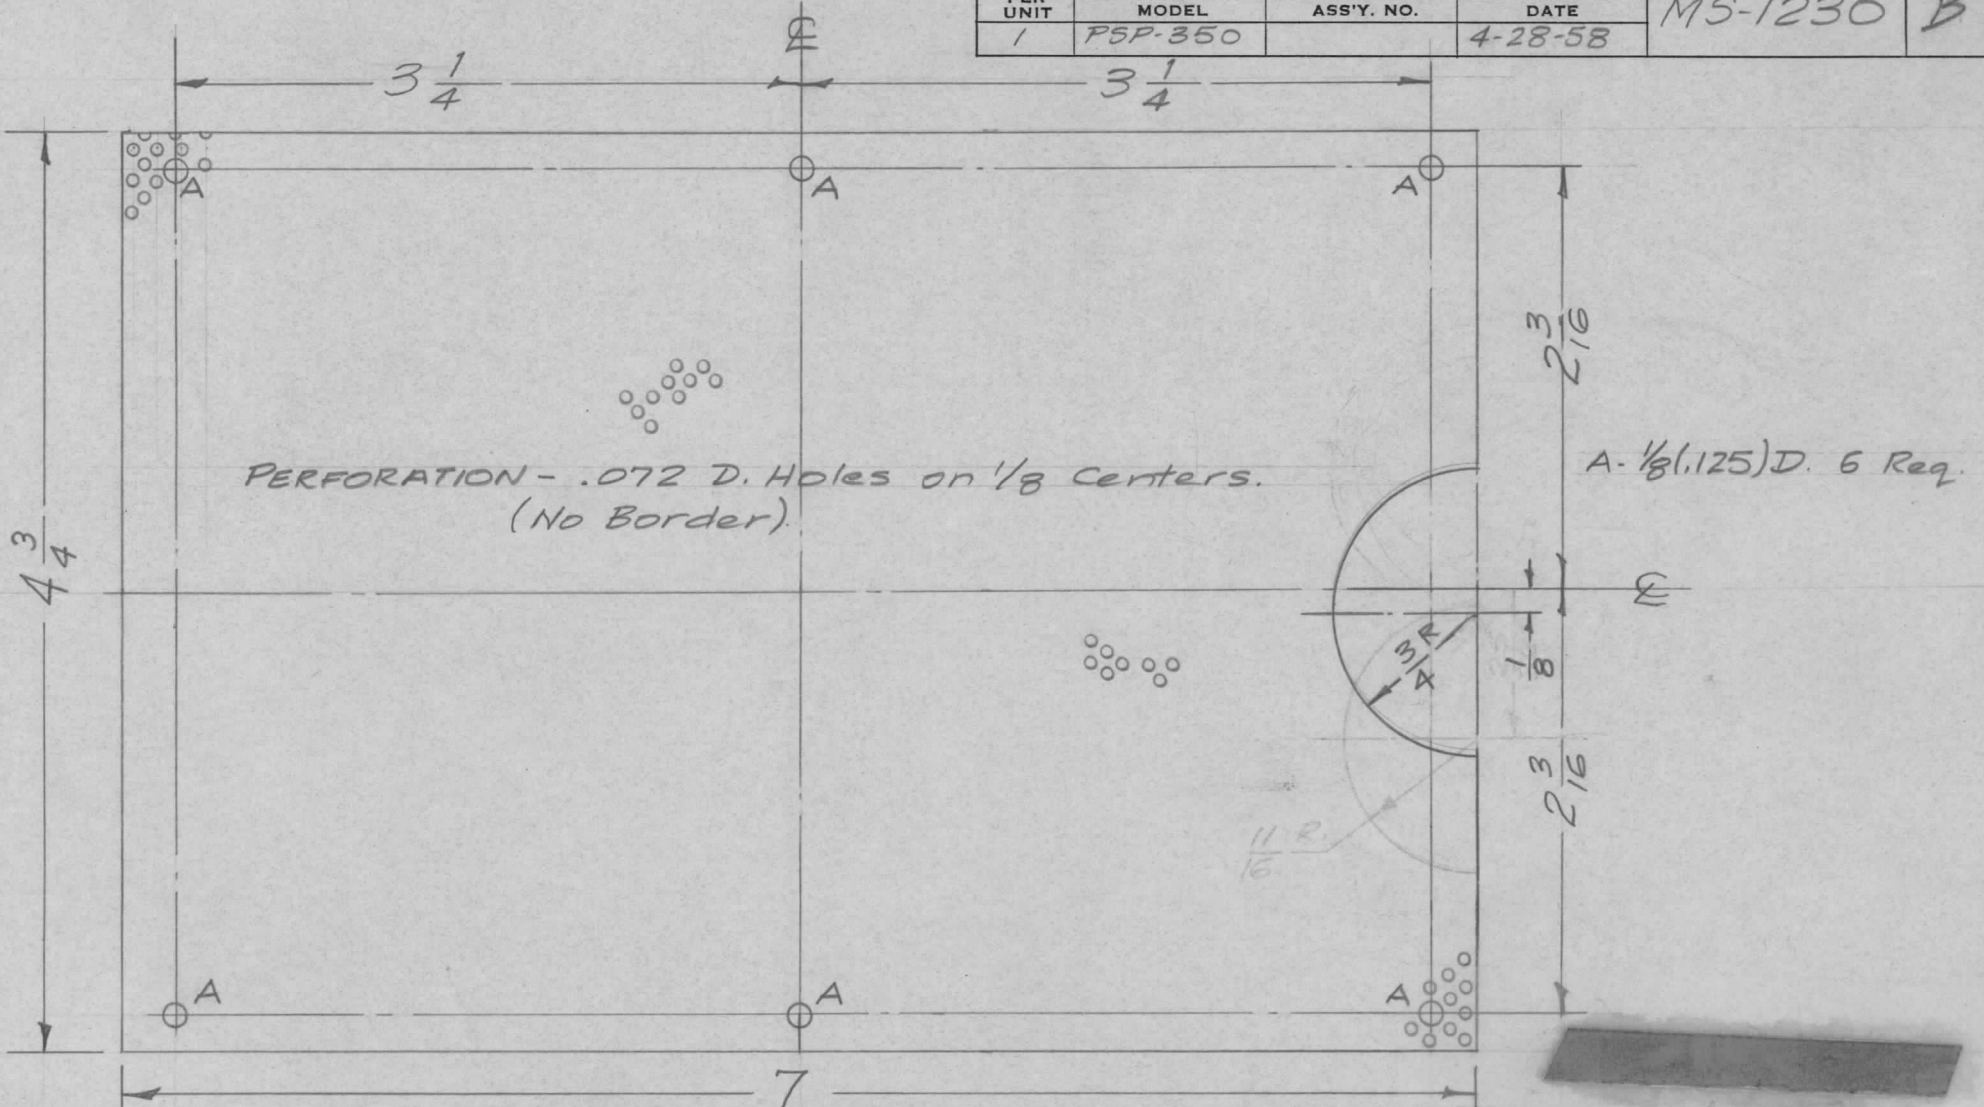 UNIT MODEL ASS'Y. NO. DATE MS-1230 B
1 PSP-350 4-28-58
℄
3 1/4 3 1/4
A A A
2 3/16
A-1/8(.125)D. 6 Req.
PERFORATION - .072 D. Holes on 1/8 Centers.
(No Border).
4 3/4
℄
3/4 R
1/8
2 3/16
11/16 R.
A A A
7